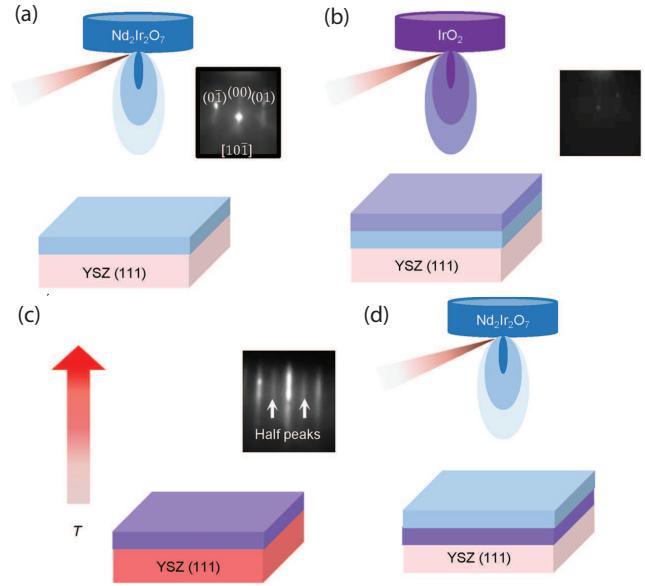 (a)
Nd₂Ir₂O₇
(01̄) (00) (01)
[101̄]
YSZ (111)
(b)
IrO₂
YSZ (111)
(c)
Half peaks
T
YSZ (111)
(d)
Nd₂Ir₂O₇
YSZ (111)